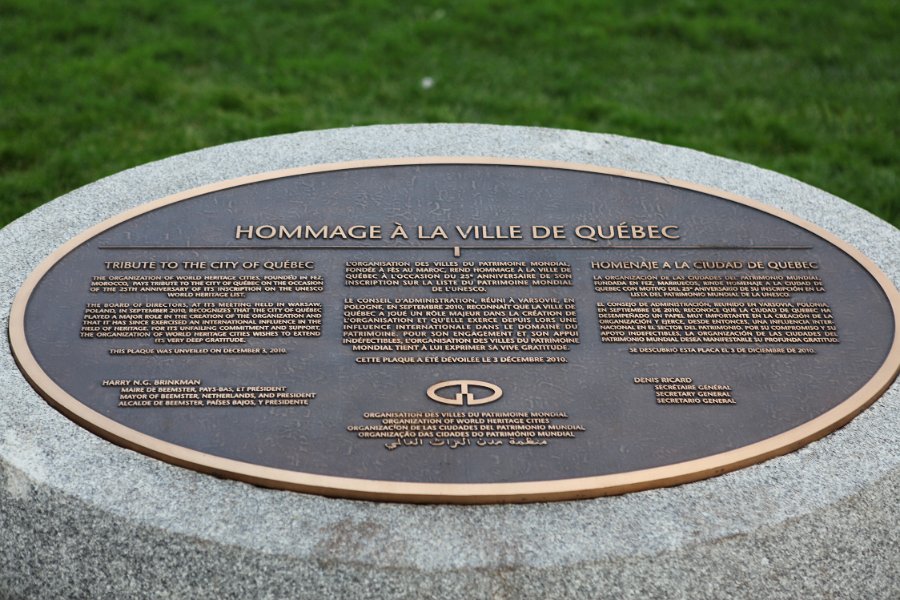 HOMMAGE À LA VILLE DE QUÉBEC
TRIBUTE TO THE CITY OF QUÉBEC
THE ORGANIZATION OF WORLD HERITAGE CITIES, FOUNDED IN FEZ,
MOROCCO, PAYS TRIBUTE TO THE CITY OF QUÉBEC ON THE OCCASION
OF THE 25TH ANNIVERSARY OF ITS INSCRIPTION ON THE UNESCO
WORLD HERITAGE LIST.
THE BOARD OF DIRECTORS, AT ITS MEETING HELD IN WARSAW,
POLAND, IN SEPTEMBER 2010, RECOGNIZES THAT THE CITY OF QUÉBEC
PLAYED A MAJOR ROLE IN THE CREATION OF THE ORGANIZATION AND
THAT IT HAS SINCE EXERCISED AN INTERNATIONAL INFLUENCE IN THE
FIELD OF HERITAGE. FOR ITS UNFAILING COMMITMENT AND SUPPORT,
THE ORGANIZATION OF WORLD HERITAGE CITIES WISHES TO EXTEND
ITS VERY DEEP GRATITUDE.
THIS PLAQUE WAS UNVEILED ON DECEMBER 3, 2010.
L'ORGANISATION DES VILLES DU PATRIMOINE MONDIAL,
FONDÉE À FÈS AU MAROC, REND HOMMAGE À LA VILLE DE
QUÉBEC À L'OCCASION DU 25E ANNIVERSAIRE DE SON
INSCRIPTION SUR LA LISTE DU PATRIMOINE MONDIAL
DE L'UNESCO.
LE CONSEIL D'ADMINISTRATION, RÉUNI À VARSOVIE, EN
POLOGNE EN SEPTEMBRE 2010, RECONNAIT QUE LA VILLE DE
QUÉBEC A JOUÉ UN RÔLE MAJEUR DANS LA CRÉATION DE
L'ORGANISATION ET QU'ELLE EXERCE DEPUIS LORS UNE
INFLUENCE INTERNATIONALE DANS LE DOMAINE DU
PATRIMOINE. POUR SON ENGAGEMENT ET SON APPUI
INDÉFECTIBLES, L'ORGANISATION DES VILLES DU PATRIMOINE
MONDIAL TIENT À LUI EXPRIMER SA VIVE GRATITUDE.
CETTE PLAQUE A ÉTÉ DÉVOILÉE LE 3 DÉCEMBRE 2010.
HOMENAJE A LA CIUDAD DE QUEBEC
LA ORGANIZACIÓN DE LAS CIUDADES DEL PATRIMONIO MUNDIAL
FUNDADA EN FEZ, MARRUECOS, RINDE HOMENAJE A LA CIUDAD DE
QUEBEC CON MOTIVO DEL 25º ANIVERSARIO DE SU INSCRIPCIÓN EN LA
LISTA DEL PATRIMONIO MUNDIAL DE LA UNESCO.
EL CONSEJO DE ADMINISTRACIÓN, REUNIDO EN VARSOVIA, POLONIA
EN SEPTIEMBRE DE 2010, RECONOCE QUE LA CIUDAD DE QUEBEC HA
DESEMPEÑADO UN PAPEL MUY IMPORTANTE EN LA CREACIÓN DE LA
ORGANIZACIÓN Y EJERCE, DESDE ENTONCES, UNA INFLUENCIA INTER-
NACIONAL EN EL SECTOR DEL PATRIMONIO. POR SU COMPROMISO Y SU
APOYO INDEFECTIBLES, LA ORGANIZACIÓN DE LAS CIUDADES DEL
PATRIMONIO MUNDIAL DESEA MANIFESTARLE SU PROFUNDA GRATITUD.
SE DESCUBRIÓ ESTA PLACA EL 3 DE DICIEMBRE DE 2010.
HARRY N.G. BRINKMAN
MAIRE DE BEEMSTER, PAYS-BAS, ET PRÉSIDENT
MAYOR OF BEEMSTER, NETHERLANDS, AND PRESIDENT
ALCALDE DE BEEMSTER, PAÍSES BAJOS, Y PRESIDENTE
DENIS RICARD
SECRÉTAIRE GÉNÉRAL
SECRETARY GENERAL
SECRETARIO GENERAL
ORGANISATION DES VILLES DU PATRIMOINE MONDIAL
ORGANIZATION OF WORLD HERITAGE CITIES
ORGANIZACIÓN DE LAS CIUDADES DEL PATRIMONIO MUNDIAL
ORGANIZAÇÃO DAS CIDADES DO PATRIMÓNIO MUNDIAL
منظمة مدن التراث العالمي